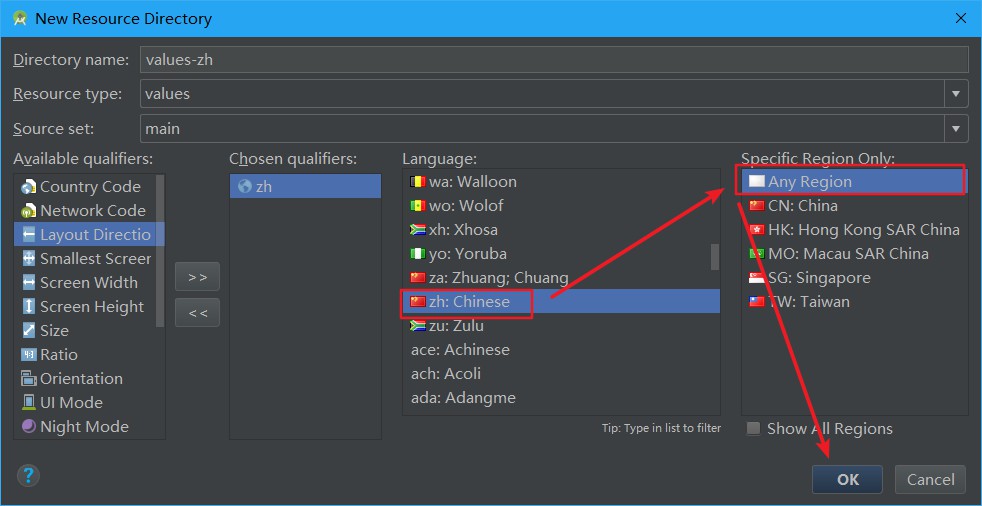 New Resource Directory
Directory name: values-zh
Resource type: values
Source set: main
Available qualifiers:
Country Code
Network Code
Layout Directio
Smallest Screer
Screen Width
Screen Height
Size
Ratio
Orientation
UI Mode
Night Mode
>>
<<
Chosen qualifiers:
zh
Language:
wa: Walloon
wo: Wolof
xh: Xhosa
yo: Yoruba
za: Zhuang; Chuang
zh: Chinese
zu: Zulu
ace: Achinese
ach: Acoli
ada: Adangme
Tip: Type in list to filter
Specific Region Only:
Any Region
CN: China
HK: Hong Kong SAR China
MO: Macau SAR China
SG: Singapore
TW: Taiwan
Show All Regions
?
OK
Cancel